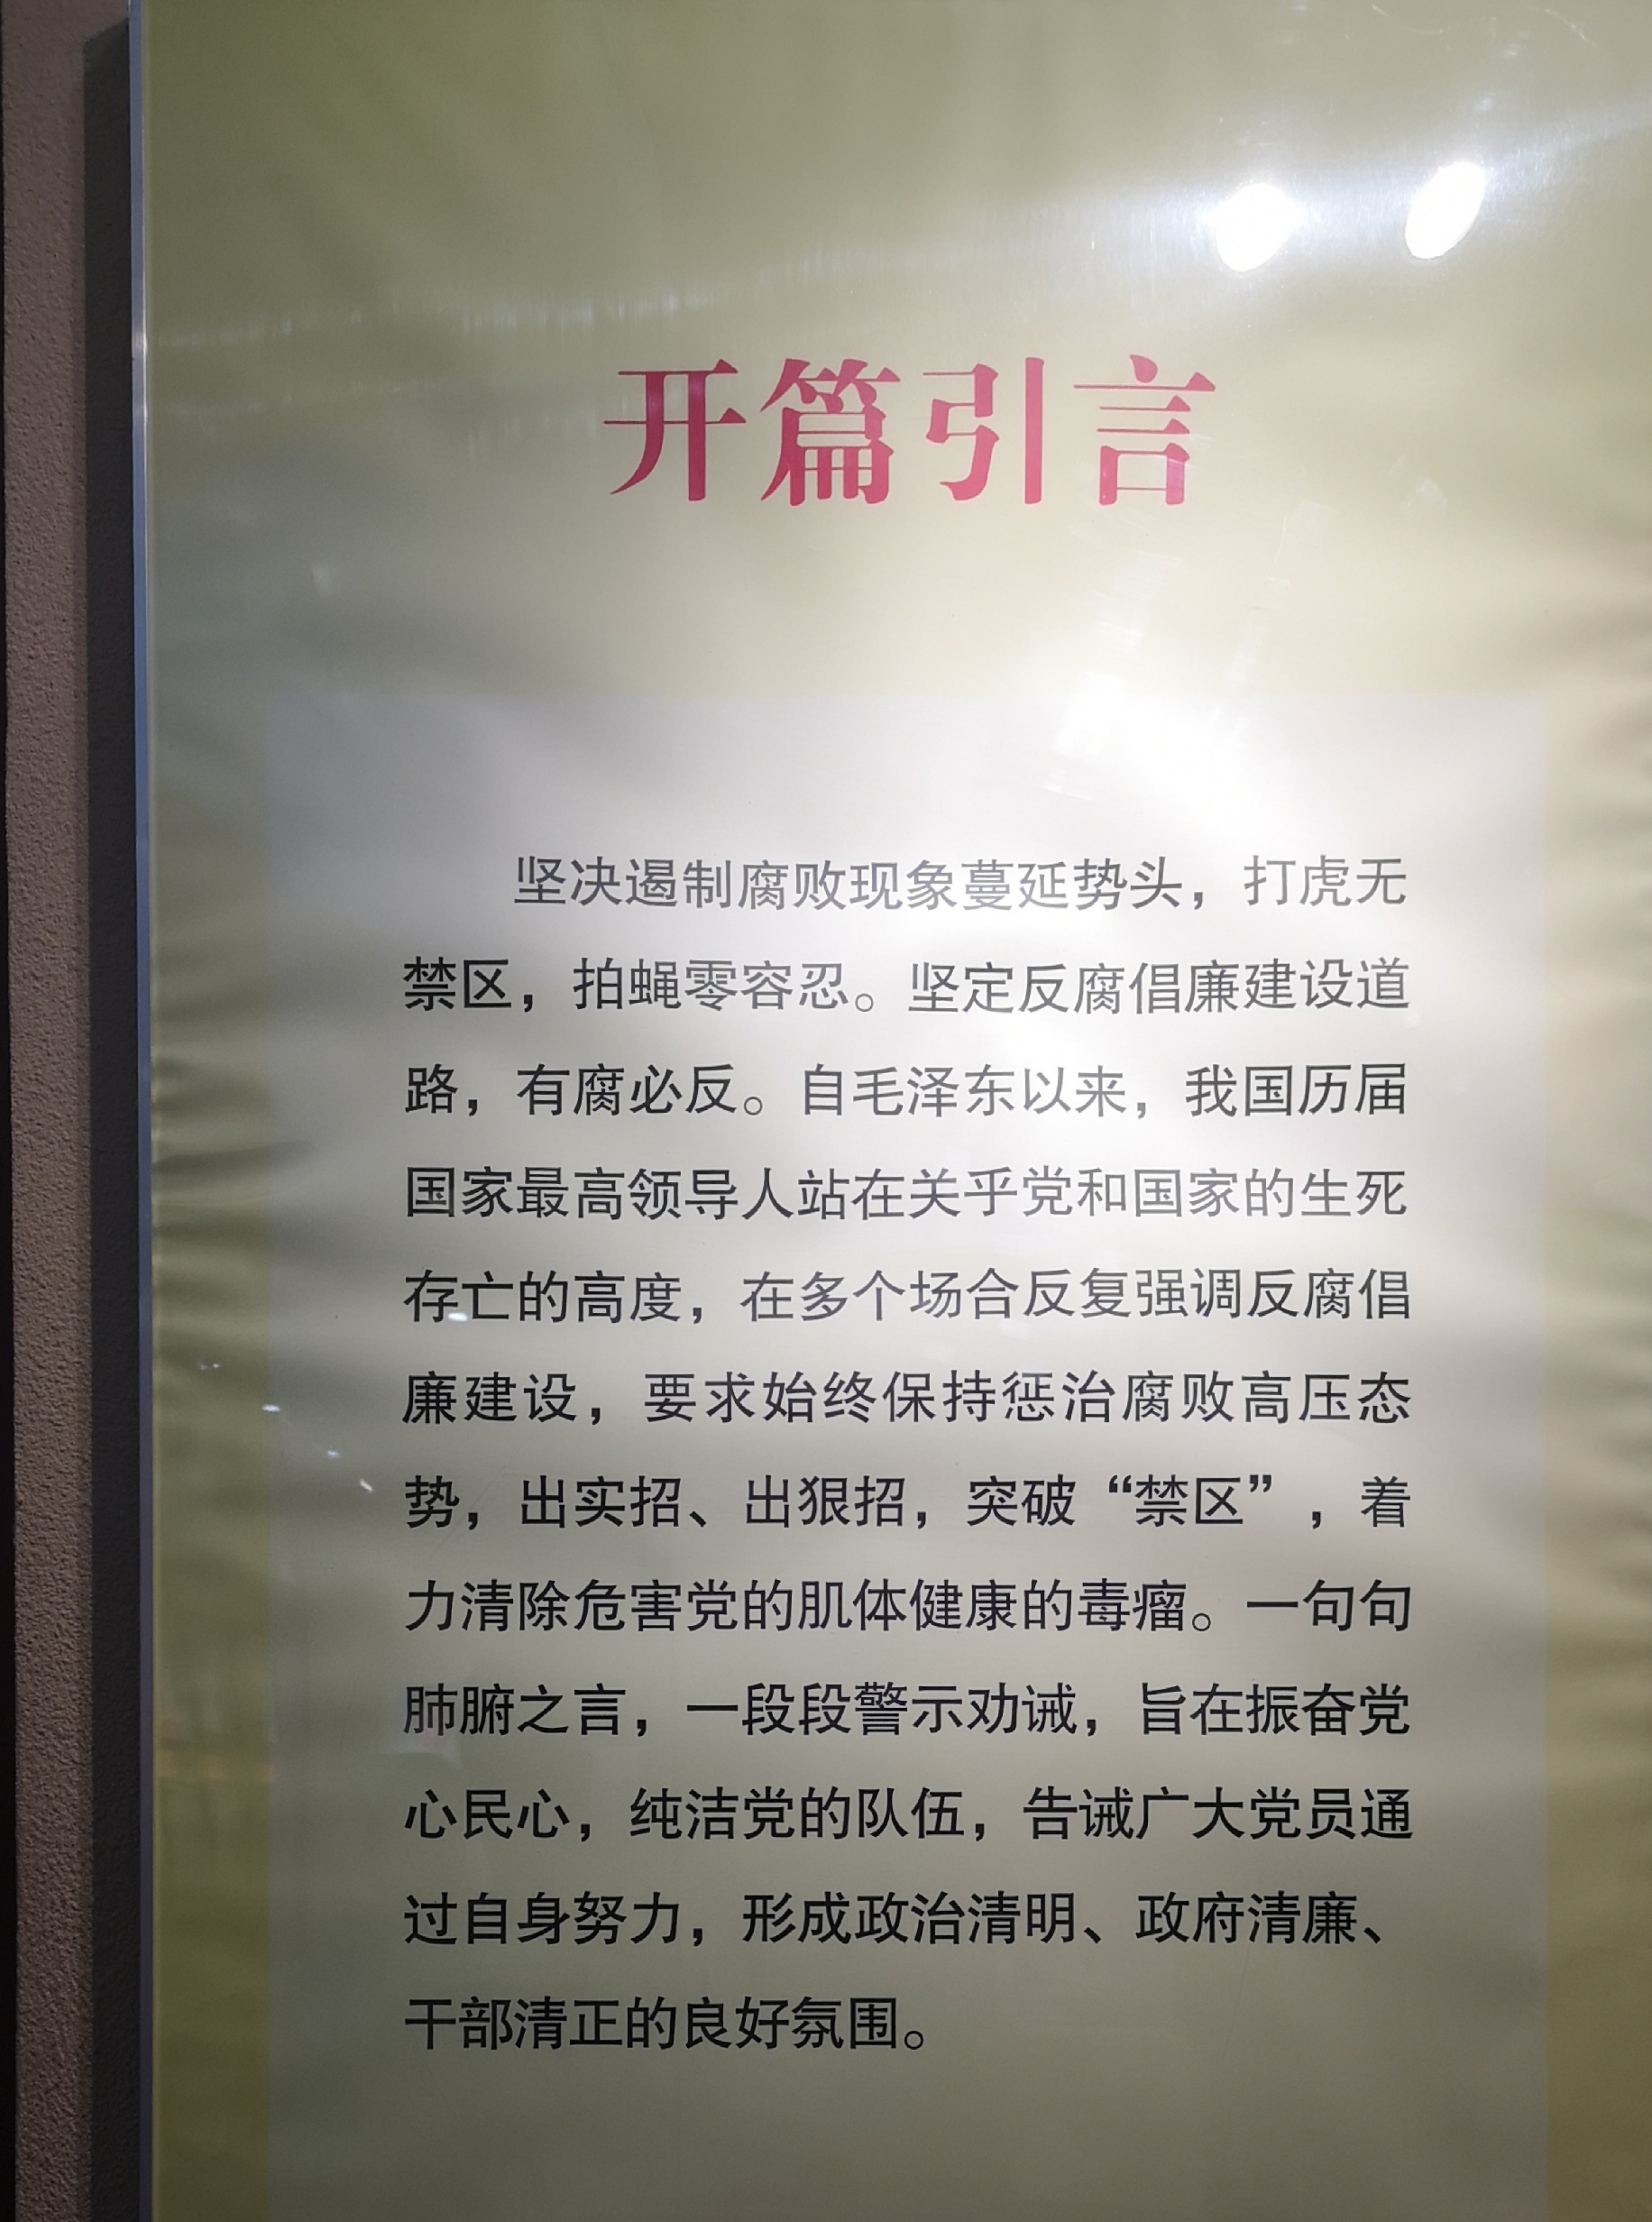 开篇引言
坚决遏制腐败现象蔓延势头，打虎无
禁区，拍蝇零容忍。坚定反腐倡廉建设道
路，有腐必反。自毛泽东以来，我国历届
国家最高领导人站在关乎党和国家的生死
存亡的高度，在多个场合反复强调反腐倡
廉建设，要求始终保持惩治腐败高压态
势，出实招、出狠招，突破“禁区”，着
力清除危害党的肌体健康的毒瘤。一句句
肺腑之言，一段段警示劝诫，旨在振奋党
心民心，纯洁党的队伍，告诫广大党员通
过自身努力，形成政治清明、政府清廉、
干部清正的良好氛围。